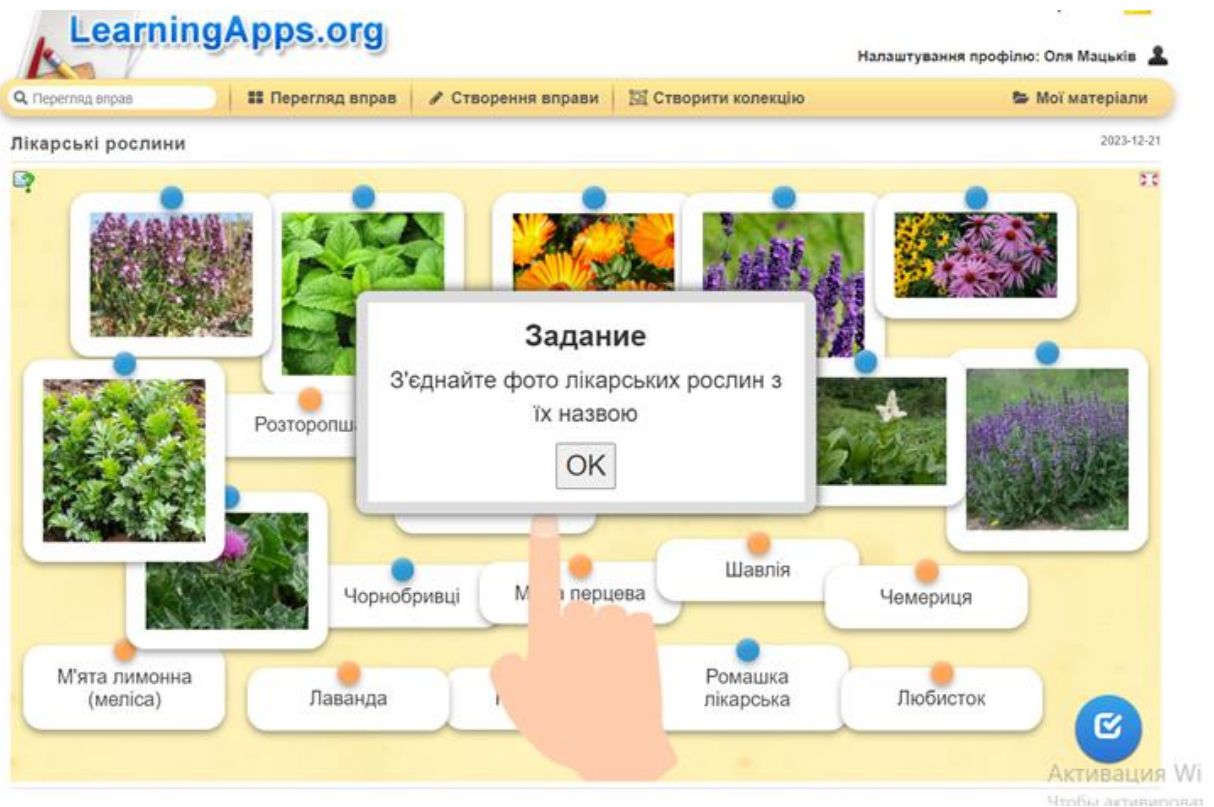 LearningApps.org
Налаштування профілю: Оля Мацьків
Перегляд вправ
Перегляд вправ
Створення вправи
Створити колекцію
Мої матеріали
Лікарські рослини
2023-12-21
Задание
З'єднайте фото лікарських рослин з
їх назвою
OK
Розторопш
Шавлія
Чорнобривці
перцева
Чемериця
М'ята лимонна
(меліса)
Лаванда
Ромашка
лікарська
Любисток
Активация Wi
Чтобы активироват